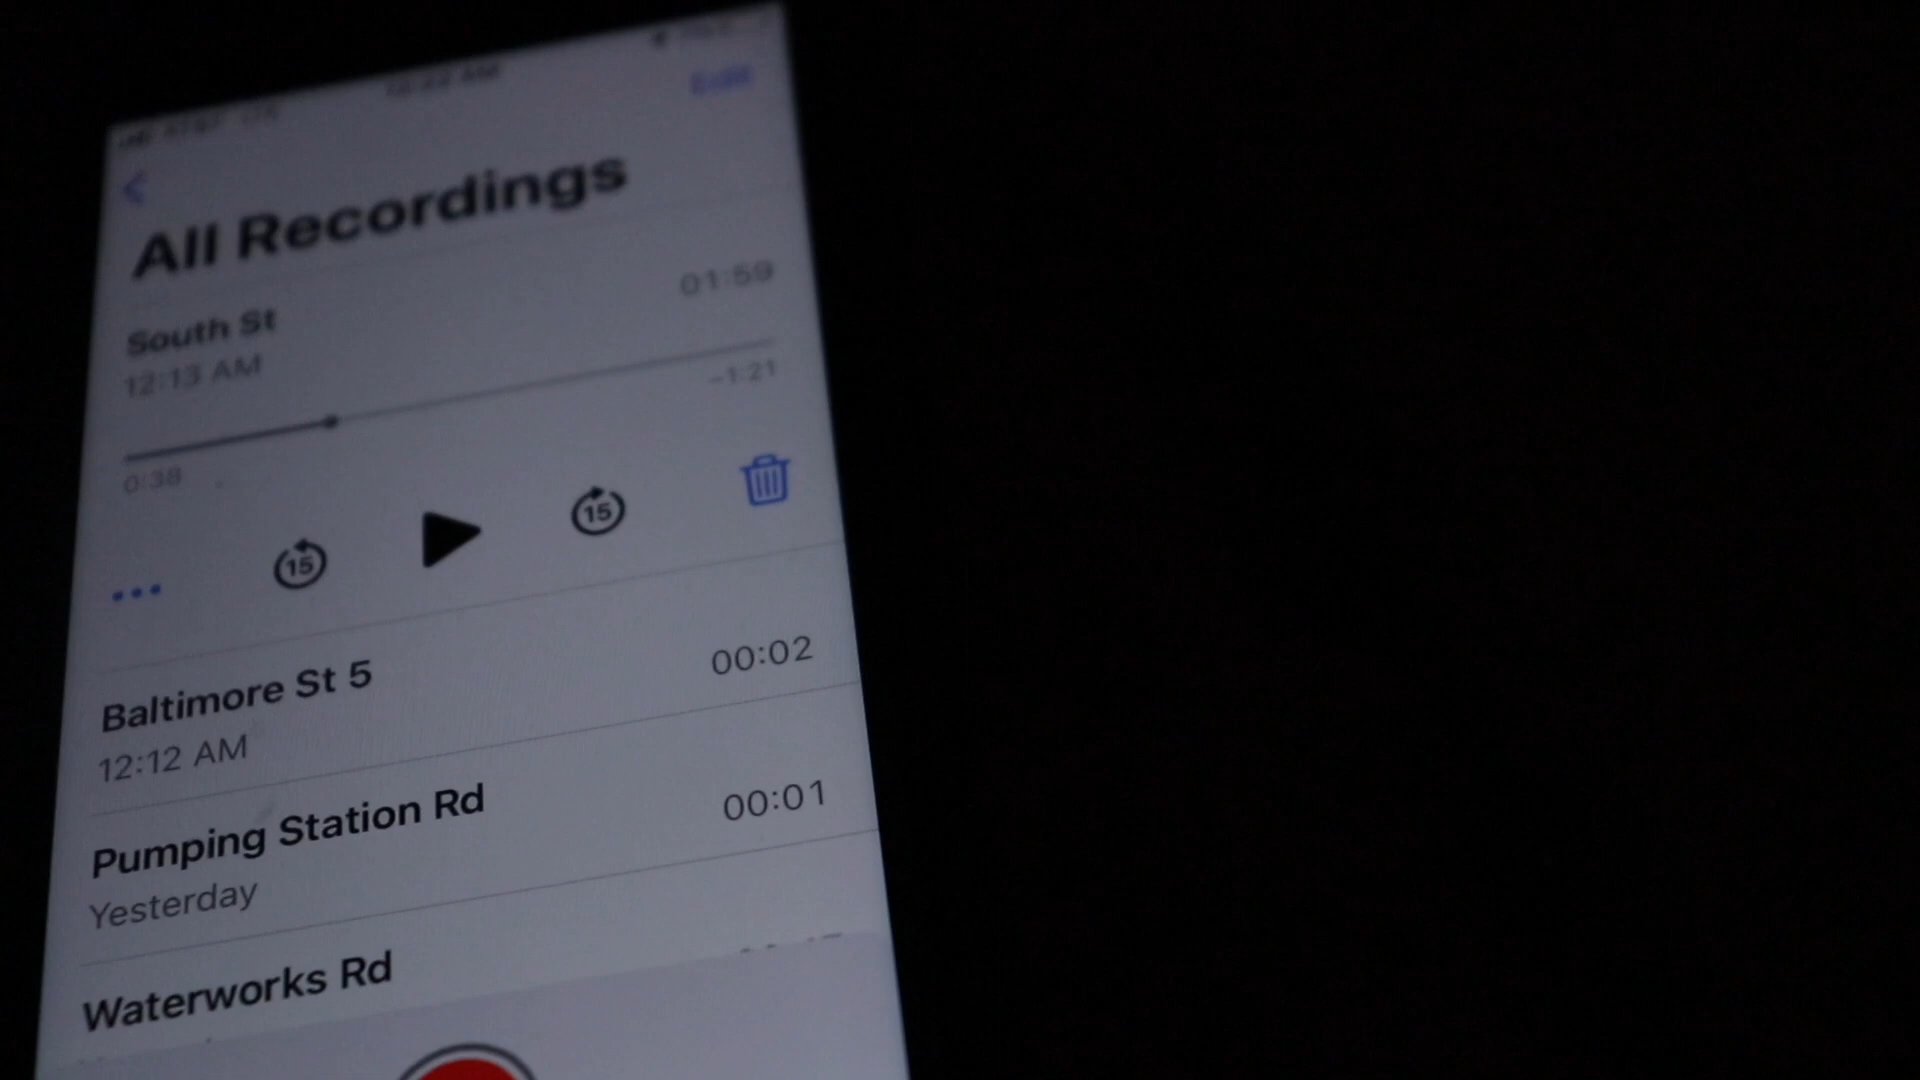 Edit
All Recordings
South St
01:59
12:13 AM
0:38
-1:21
15
15
Baltimore St 5
00:02
12:12 AM
Pumping Station Rd
00:01
Yesterday
Waterworks Rd